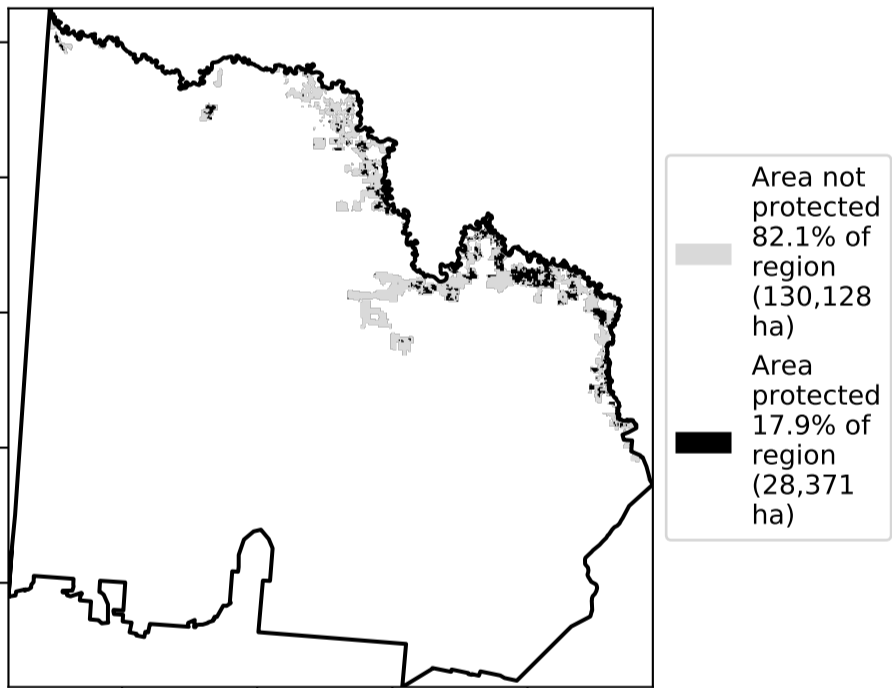 Area not
protected
82.1% of
region
(130,128
ha)
Area
protected
17.9% of
region
(28,371
ha)